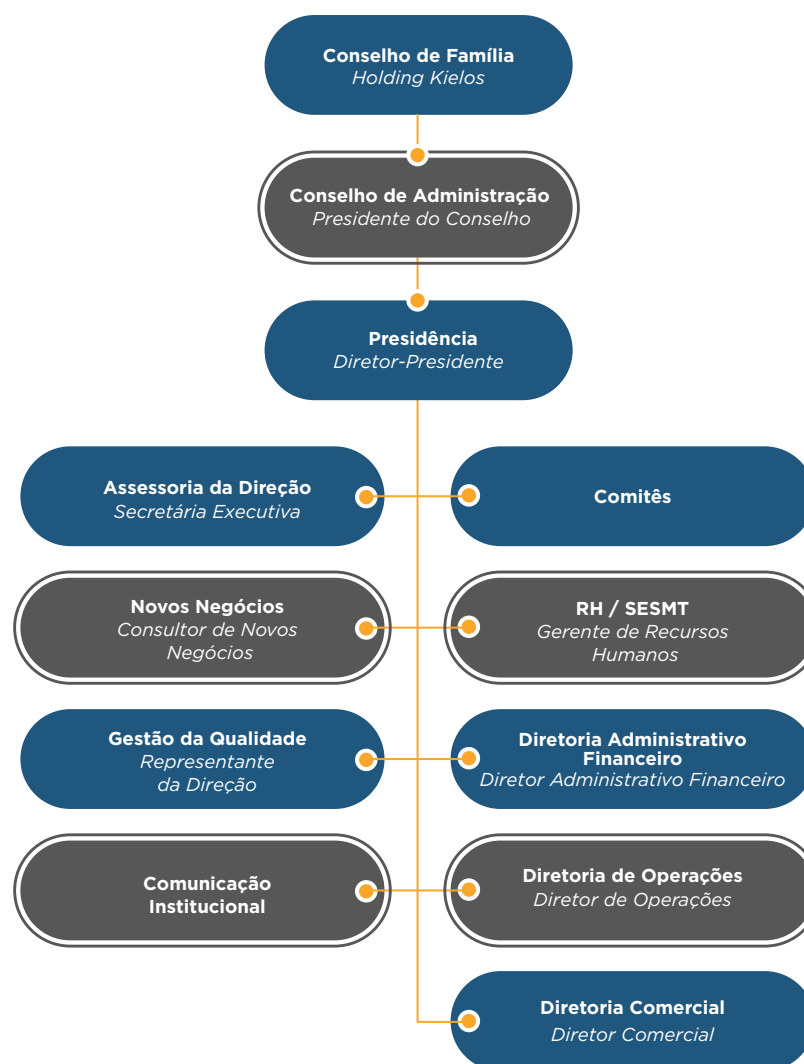 Conselho de Família
Holding Kielos
Conselho de Administração
Presidente do Conselho
Presidência
Diretor-Presidente
Assessoria da Direção
Secretária Executiva
Comitês
Novos Negócios
Consultor de Novos
Negócios
RH / SESMT
Gerente de Recursos
Humanos
Gestão da Qualidade
Representante
da Direção
Diretoria Administrativo
Financeiro
Diretor Administrativo Financeiro
Comunicação
Institucional
Diretoria de Operações
Diretor de Operações
Diretoria Comercial
Diretor Comercial